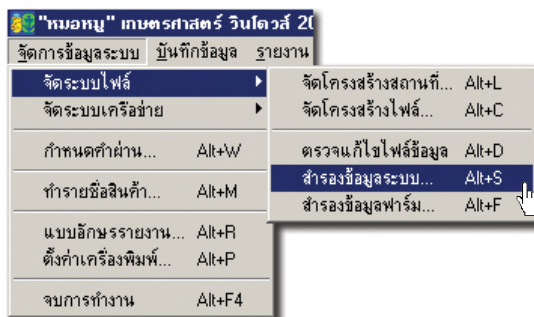 "หมอหมู" เกษตรศาสตร์ วินโดวส์ 20
จัดการข้อมูลระบบ บันทึกข้อมูล รายงาน
จัดระบบไฟล์
จัดระบบเครือข่าย
กำหนดคำผ่าน... Alt+W
ทำรายชื่อสินค้า... Alt+M
แบบอักษรรายงาน... Alt+R
ตั้งค่าเครื่องพิมพ์... Alt+P
จบการทำงาน Alt+F4
จัดโครงสร้างสถานที่... Alt+L
จัดโครงสร้างไฟล์... Alt+C
ตรวจแก้ไขไฟล์ข้อมูล Alt+D
สำรองข้อมูลระบบ... Alt+S
สำรองข้อมูลฟาร์ม... Alt+F